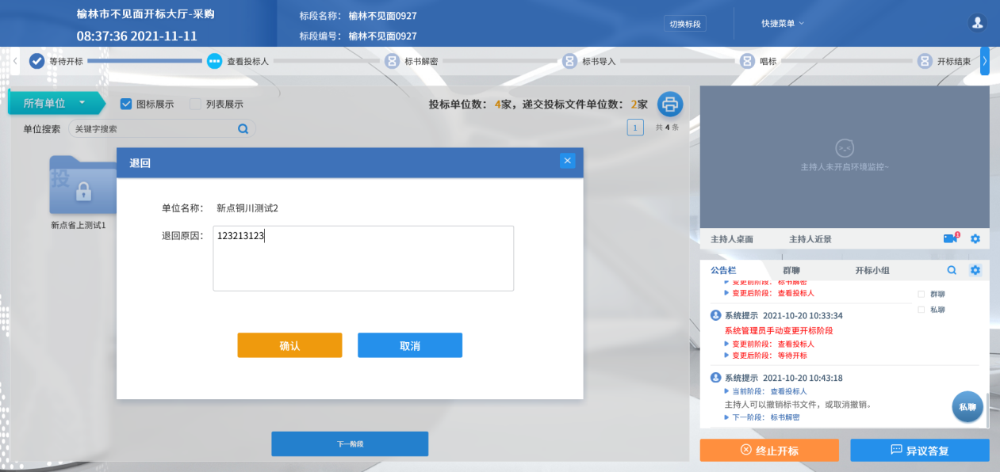 榆林市不见面开标大厅-采购
08:37:36 2021-11-11
标段名称： 榆林不见面0927
标段编号： 榆林不见面0927
切换标段
快捷菜单
等待开标
查看投标人
标书解密
标书导入
唱标
开标结束
所有单位
图标展示
列表展示
投标单位数： 4家，递交投标文件单位数： 2家
单位搜索
关键字搜索
1
共 4 条
投
新点省上测试1
退回
单位名称： 新点铜川测试2
退回原因： 123213123
确认
取消
下一阶段
主持人未开启环境监控~
主持人桌面
主持人近景
1
公告栏
群聊
开标小组
变更前阶段： 标书解密
变更后阶段： 查看投标人
群聊
私聊
系统提示 2021-10-20 10:33:34
系统管理员手动变更开标阶段
变更前阶段： 查看投标人
变更后阶段： 等待开标
系统提示 2021-10-20 10:43:18
当前阶段： 查看投标人
主持人可以撤销标书文件，或取消撤销。
下一阶段： 标书解密
私聊
终止开标
异议答复